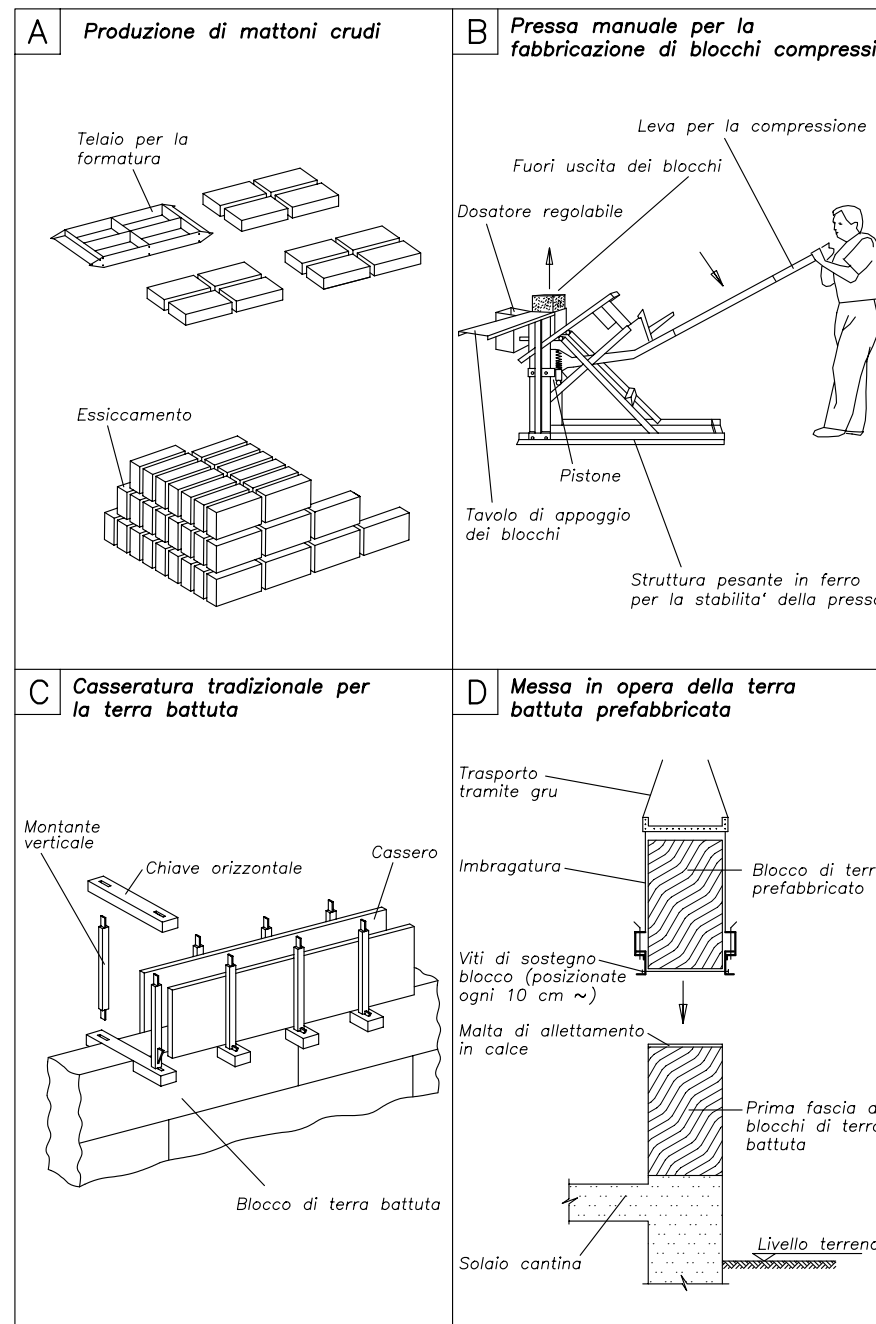 A
Produzione di mattoni crudi
Telaio per la
formatura
Essiccamento
B
Pressa manuale per la
fabbricazione di blocchi compressi
Leva per la compressione
Fuori uscita dei blocchi
Dosatore regolabile
Pistone
Tavolo di appoggio
dei blocchi
Struttura pesante in ferro
per la stabilita' della pressa
C
Casseratura tradizionale per
la terra battuta
Montante
verticale
Chiave orizzontale
Cassero
Blocco di terra battuta
D
Messa in opera della terra
battuta prefabbricata
Trasporto
tramite gru
Imbragatura
Blocco di terr
prefabbricato
Viti di sostegno
blocco (posizionate
ogni 10 cm ~)
Malta di allettamento
in calce
Prima fascia d
blocchi di terra
battuta
Solaio cantina
Livello terreno